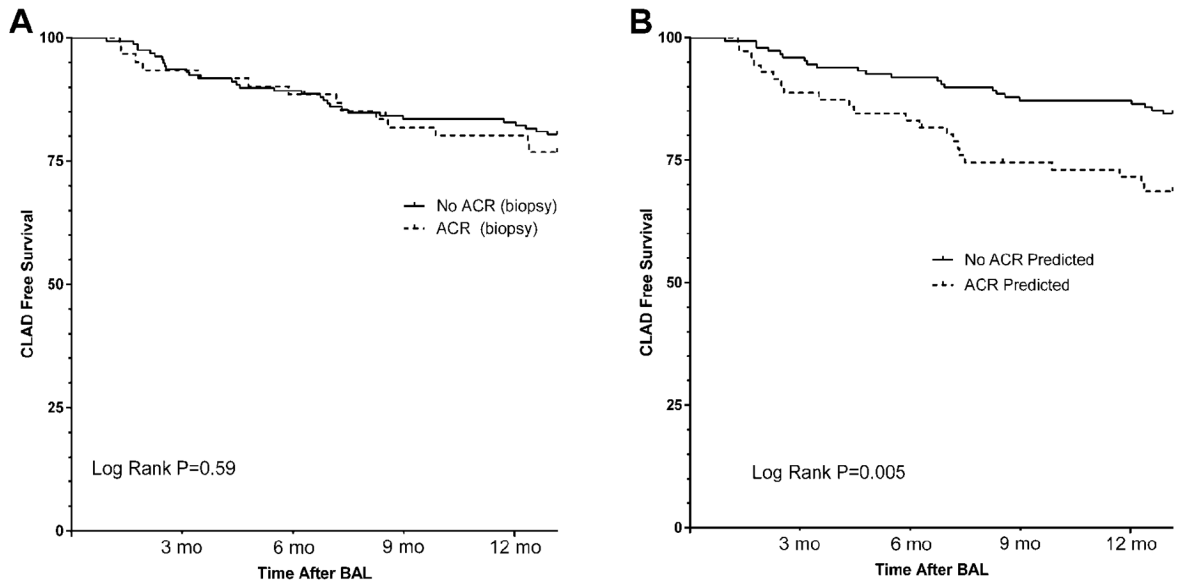 A
CLAD Free Survival
100
75
50
25
0
No ACR (biopsy)
ACR (biopsy)
Log Rank P=0.59
3 mo 6 mo 9 mo 12 mo
Time After BAL
B
CLAD Free Survival
100
75
50
25
0
No ACR Predicted
ACR Predicted
Log Rank P=0.005
3 mo 6 mo 9 mo 12 mo
Time After BAL